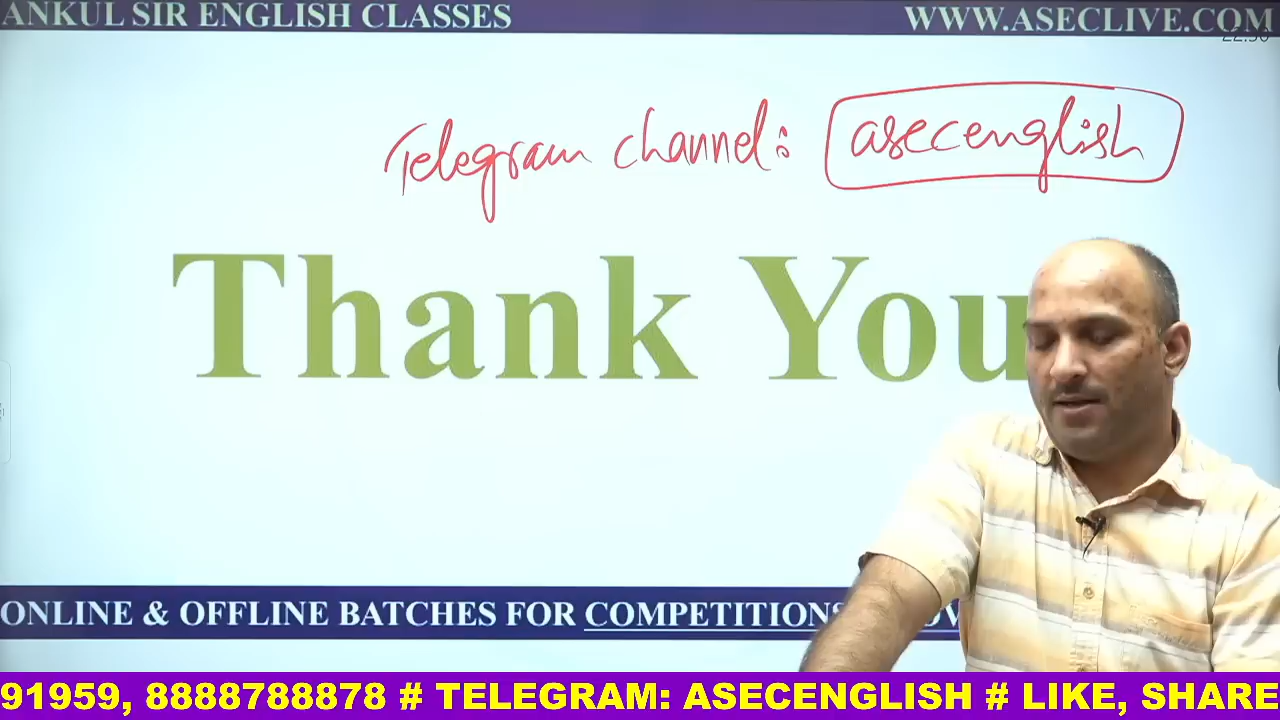 ANKUL SIR ENGLISH CLASSES WWW.ASECLIVE.COM
Telegram channel: asecenglish
Thank You
ONLINE & OFFLINE BATCHES FOR COMPETITIONS
91959, 8888788878 # TELEGRAM: ASECENGLISH # LIKE, SHARE